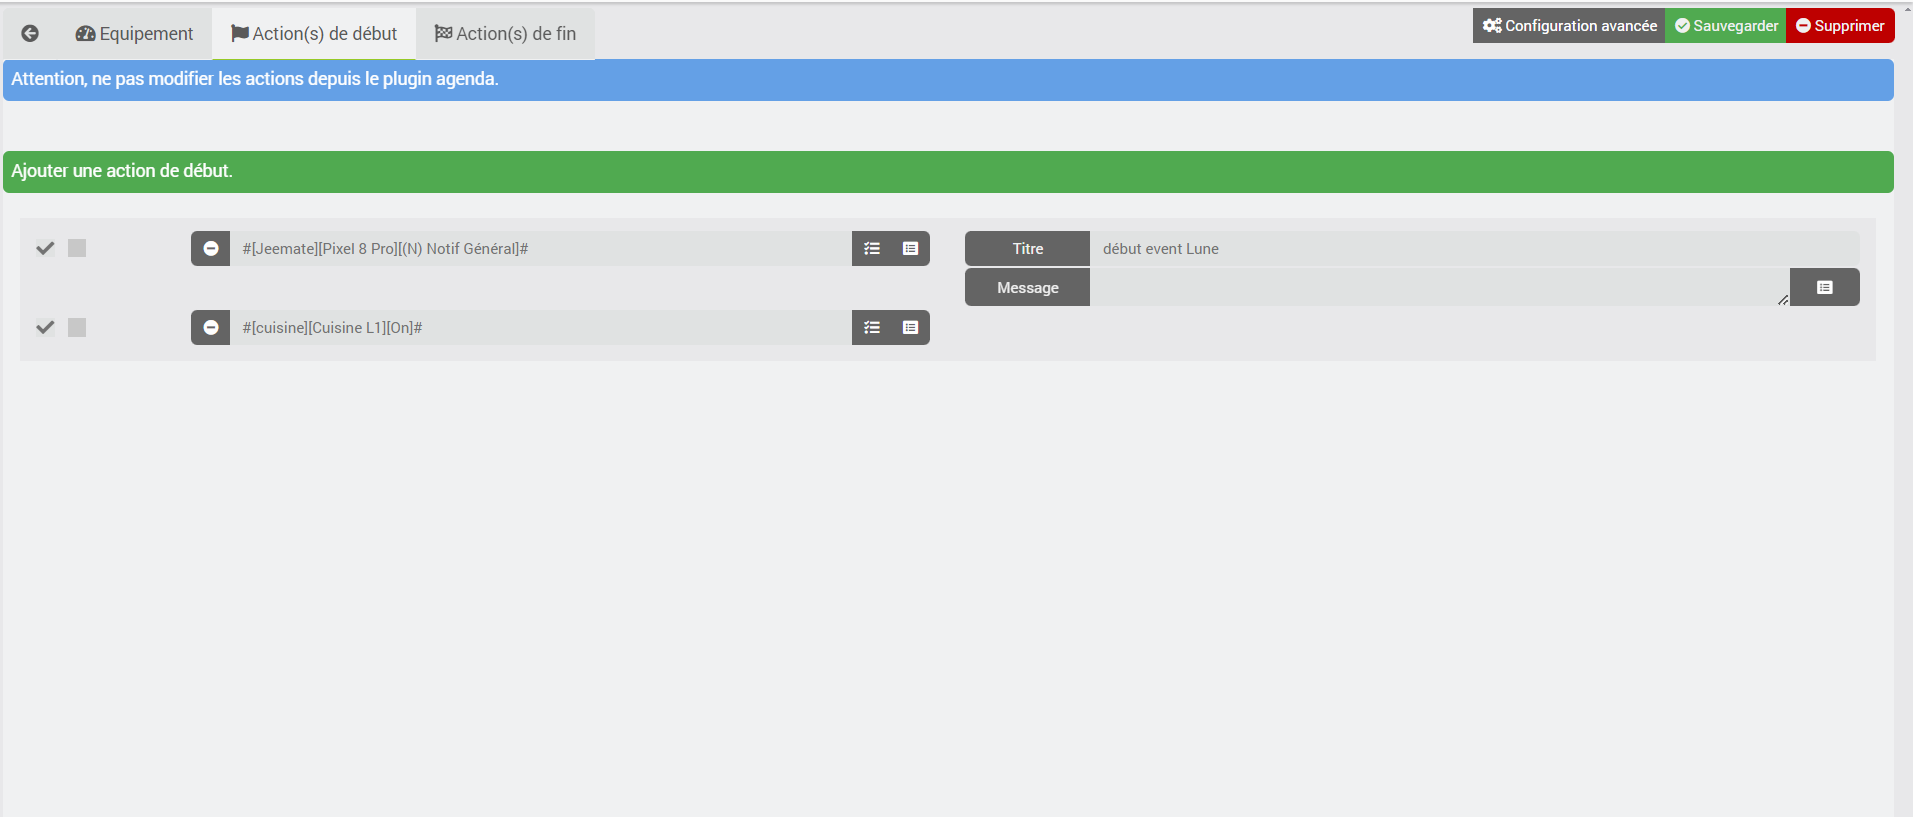 Equipement
Action(s) de début
Action(s) de fin
Configuration avancée
Sauvegarder
Supprimer
Attention, ne pas modifier les actions depuis le plugin agenda.
Ajouter une action de début.
#[Jeemate][Pixel 8 Pro][(N) Notif Général]#
Titre
début event Lune
Message
#[cuisine][Cuisine L1][On]#